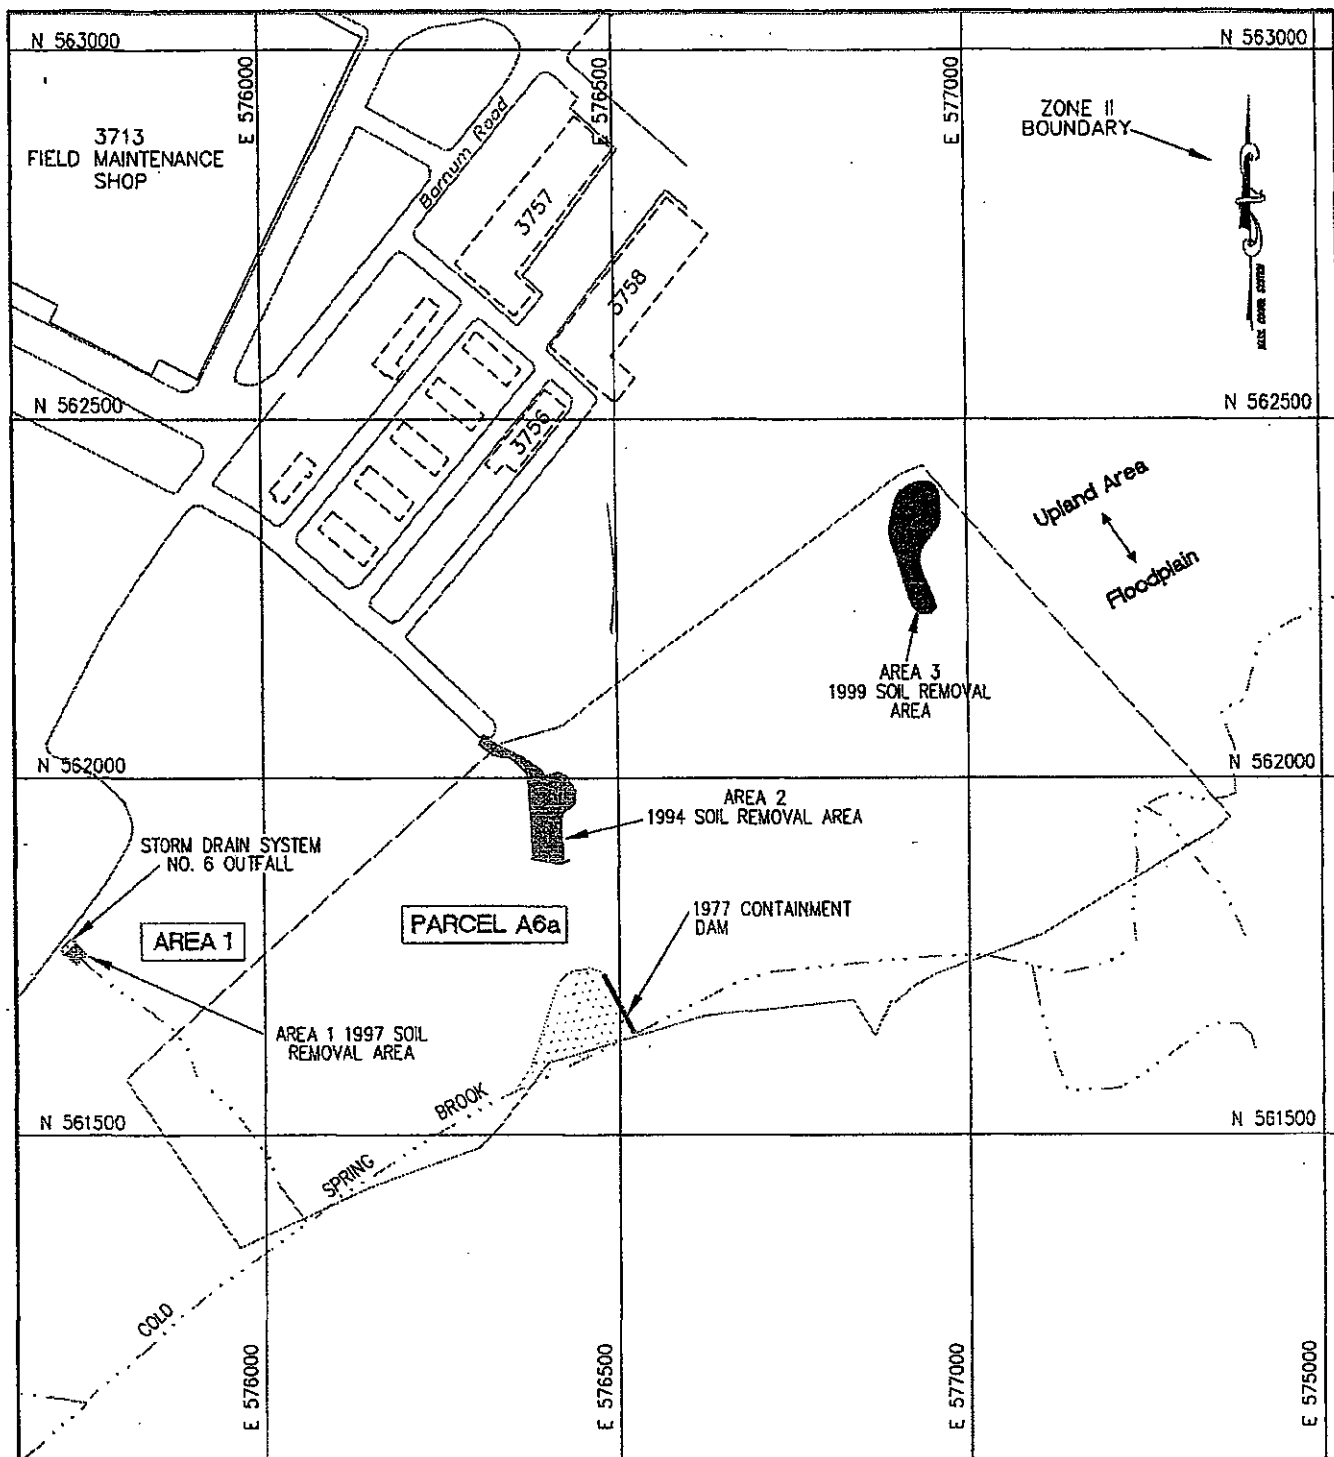 N 563000
N 563000
E 576000
E 576500
E 577000
ZONE II
BOUNDARY
3713
FIELD MAINTENANCE
SHOP
Barnum Road
3757
3758
3756
N 562500
N 562500
Upland Area
Floodplain
AREA 3
1999 SOIL REMOVAL
AREA
N 562000
N 562000
AREA 2
1994 SOIL REMOVAL AREA
STORM DRAIN SYSTEM
NO. 6 OUTFALL
AREA 1
PARCEL A6a
1977 CONTAINMENT
DAM
AREA 1 1997 SOIL
REMOVAL AREA
N 561500
N 561500
COLD SPRING BROOK
E 576000
E 576500
E 577000
E 575000